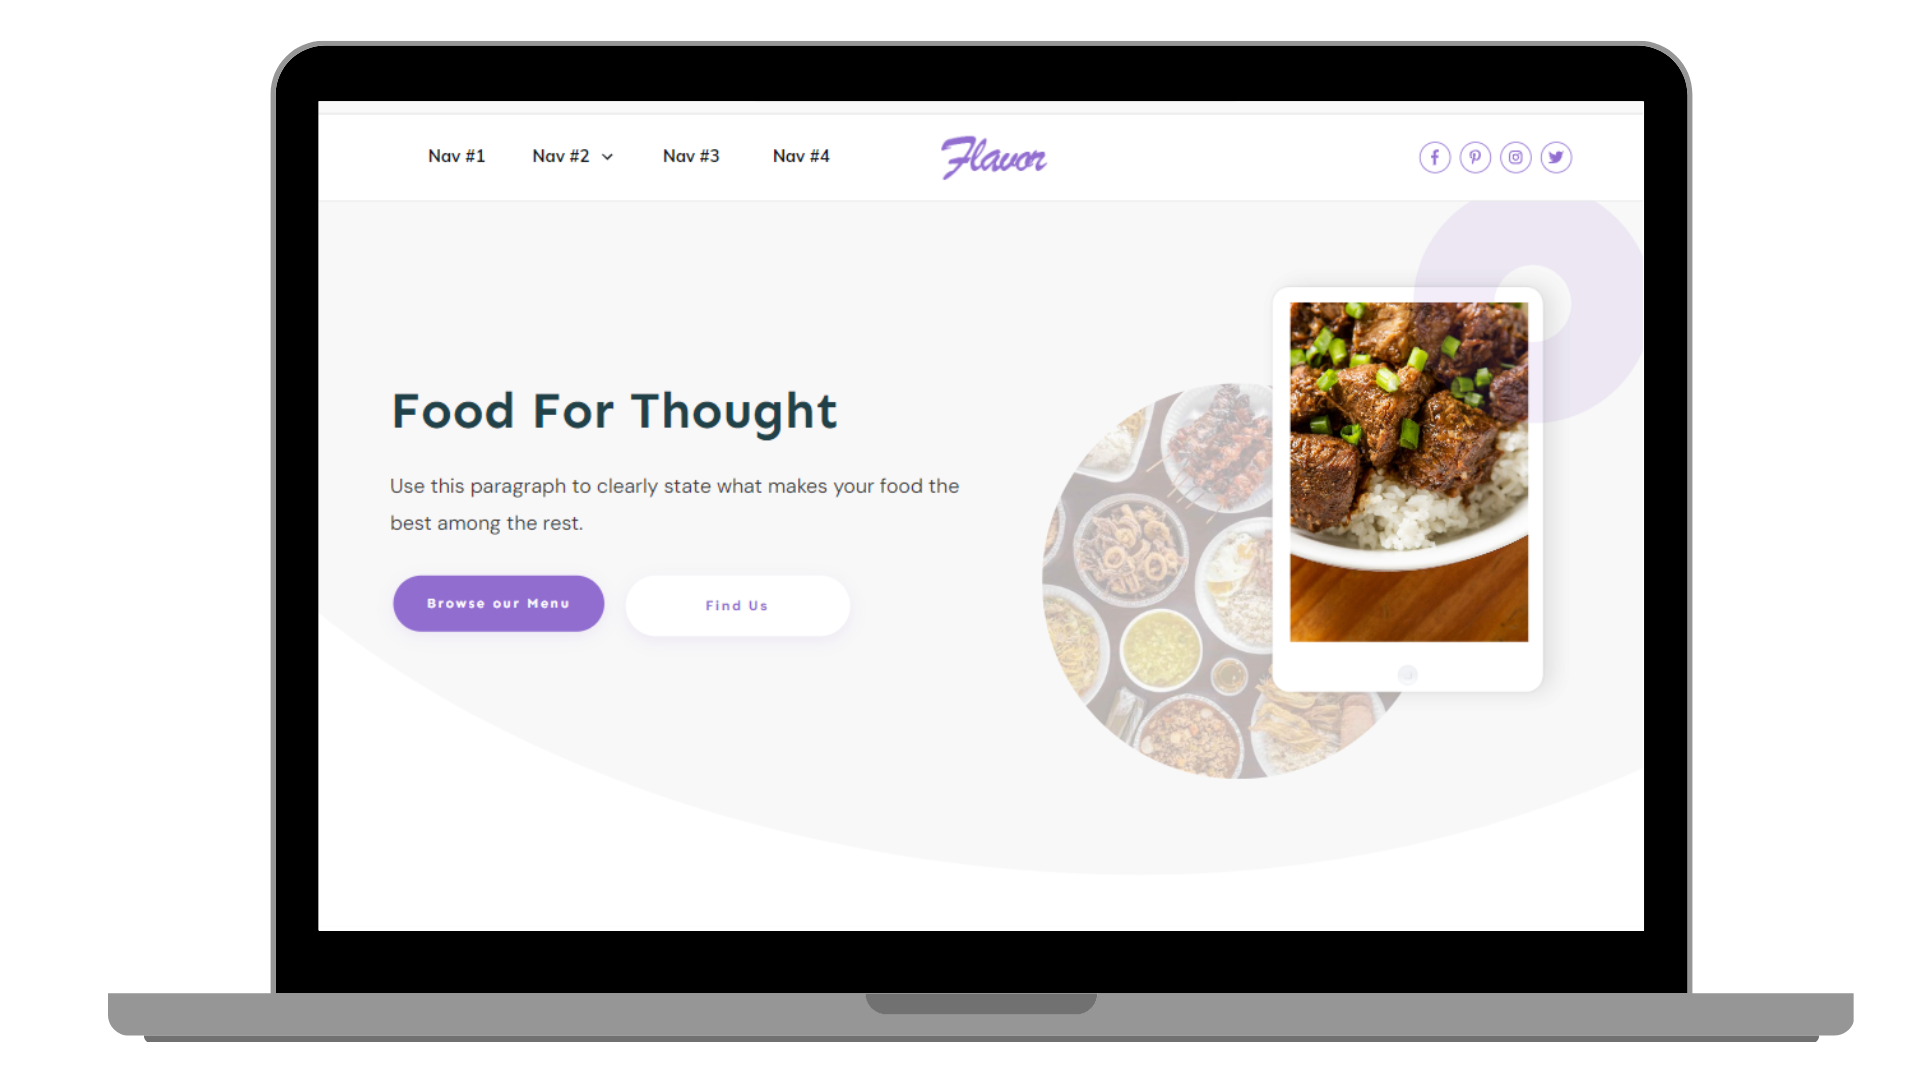 Nav #1 Nav #2 Nav #3 Nav #4 Flavor
Food For Thought
Use this paragraph to clearly state what makes your food the
best among the rest.
Browse our Menu Find Us